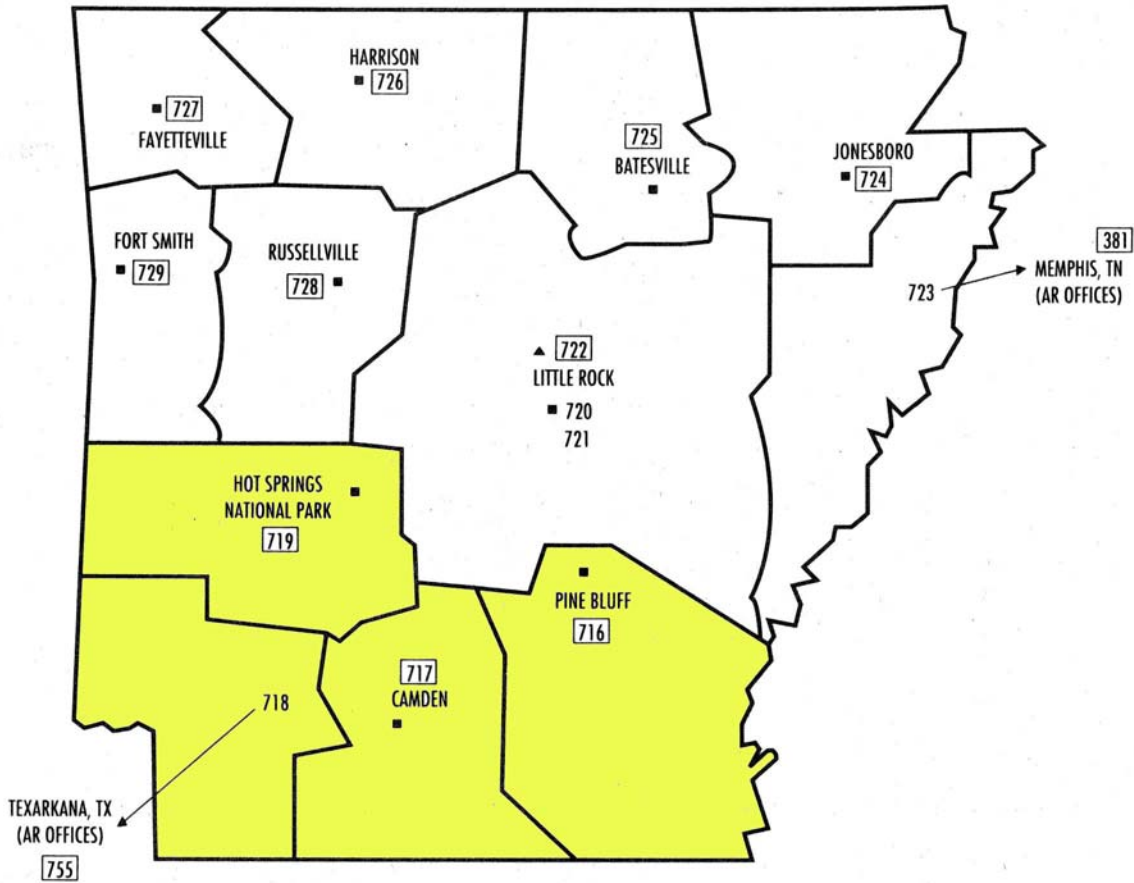 HARRISON
726
727
FAYETTEVILLE
725
BATESVILLE
JONESBORO
724
FORT SMITH
729
RUSSELLVILLE
728
381
MEMPHIS, TN
(AR OFFICES)
723
722
LITTLE ROCK
720
721
HOT SPRINGS
NATIONAL PARK
719
PINE BLUFF
716
717
CAMDEN
718
TEXARKANA, TX
(AR OFFICES)
755